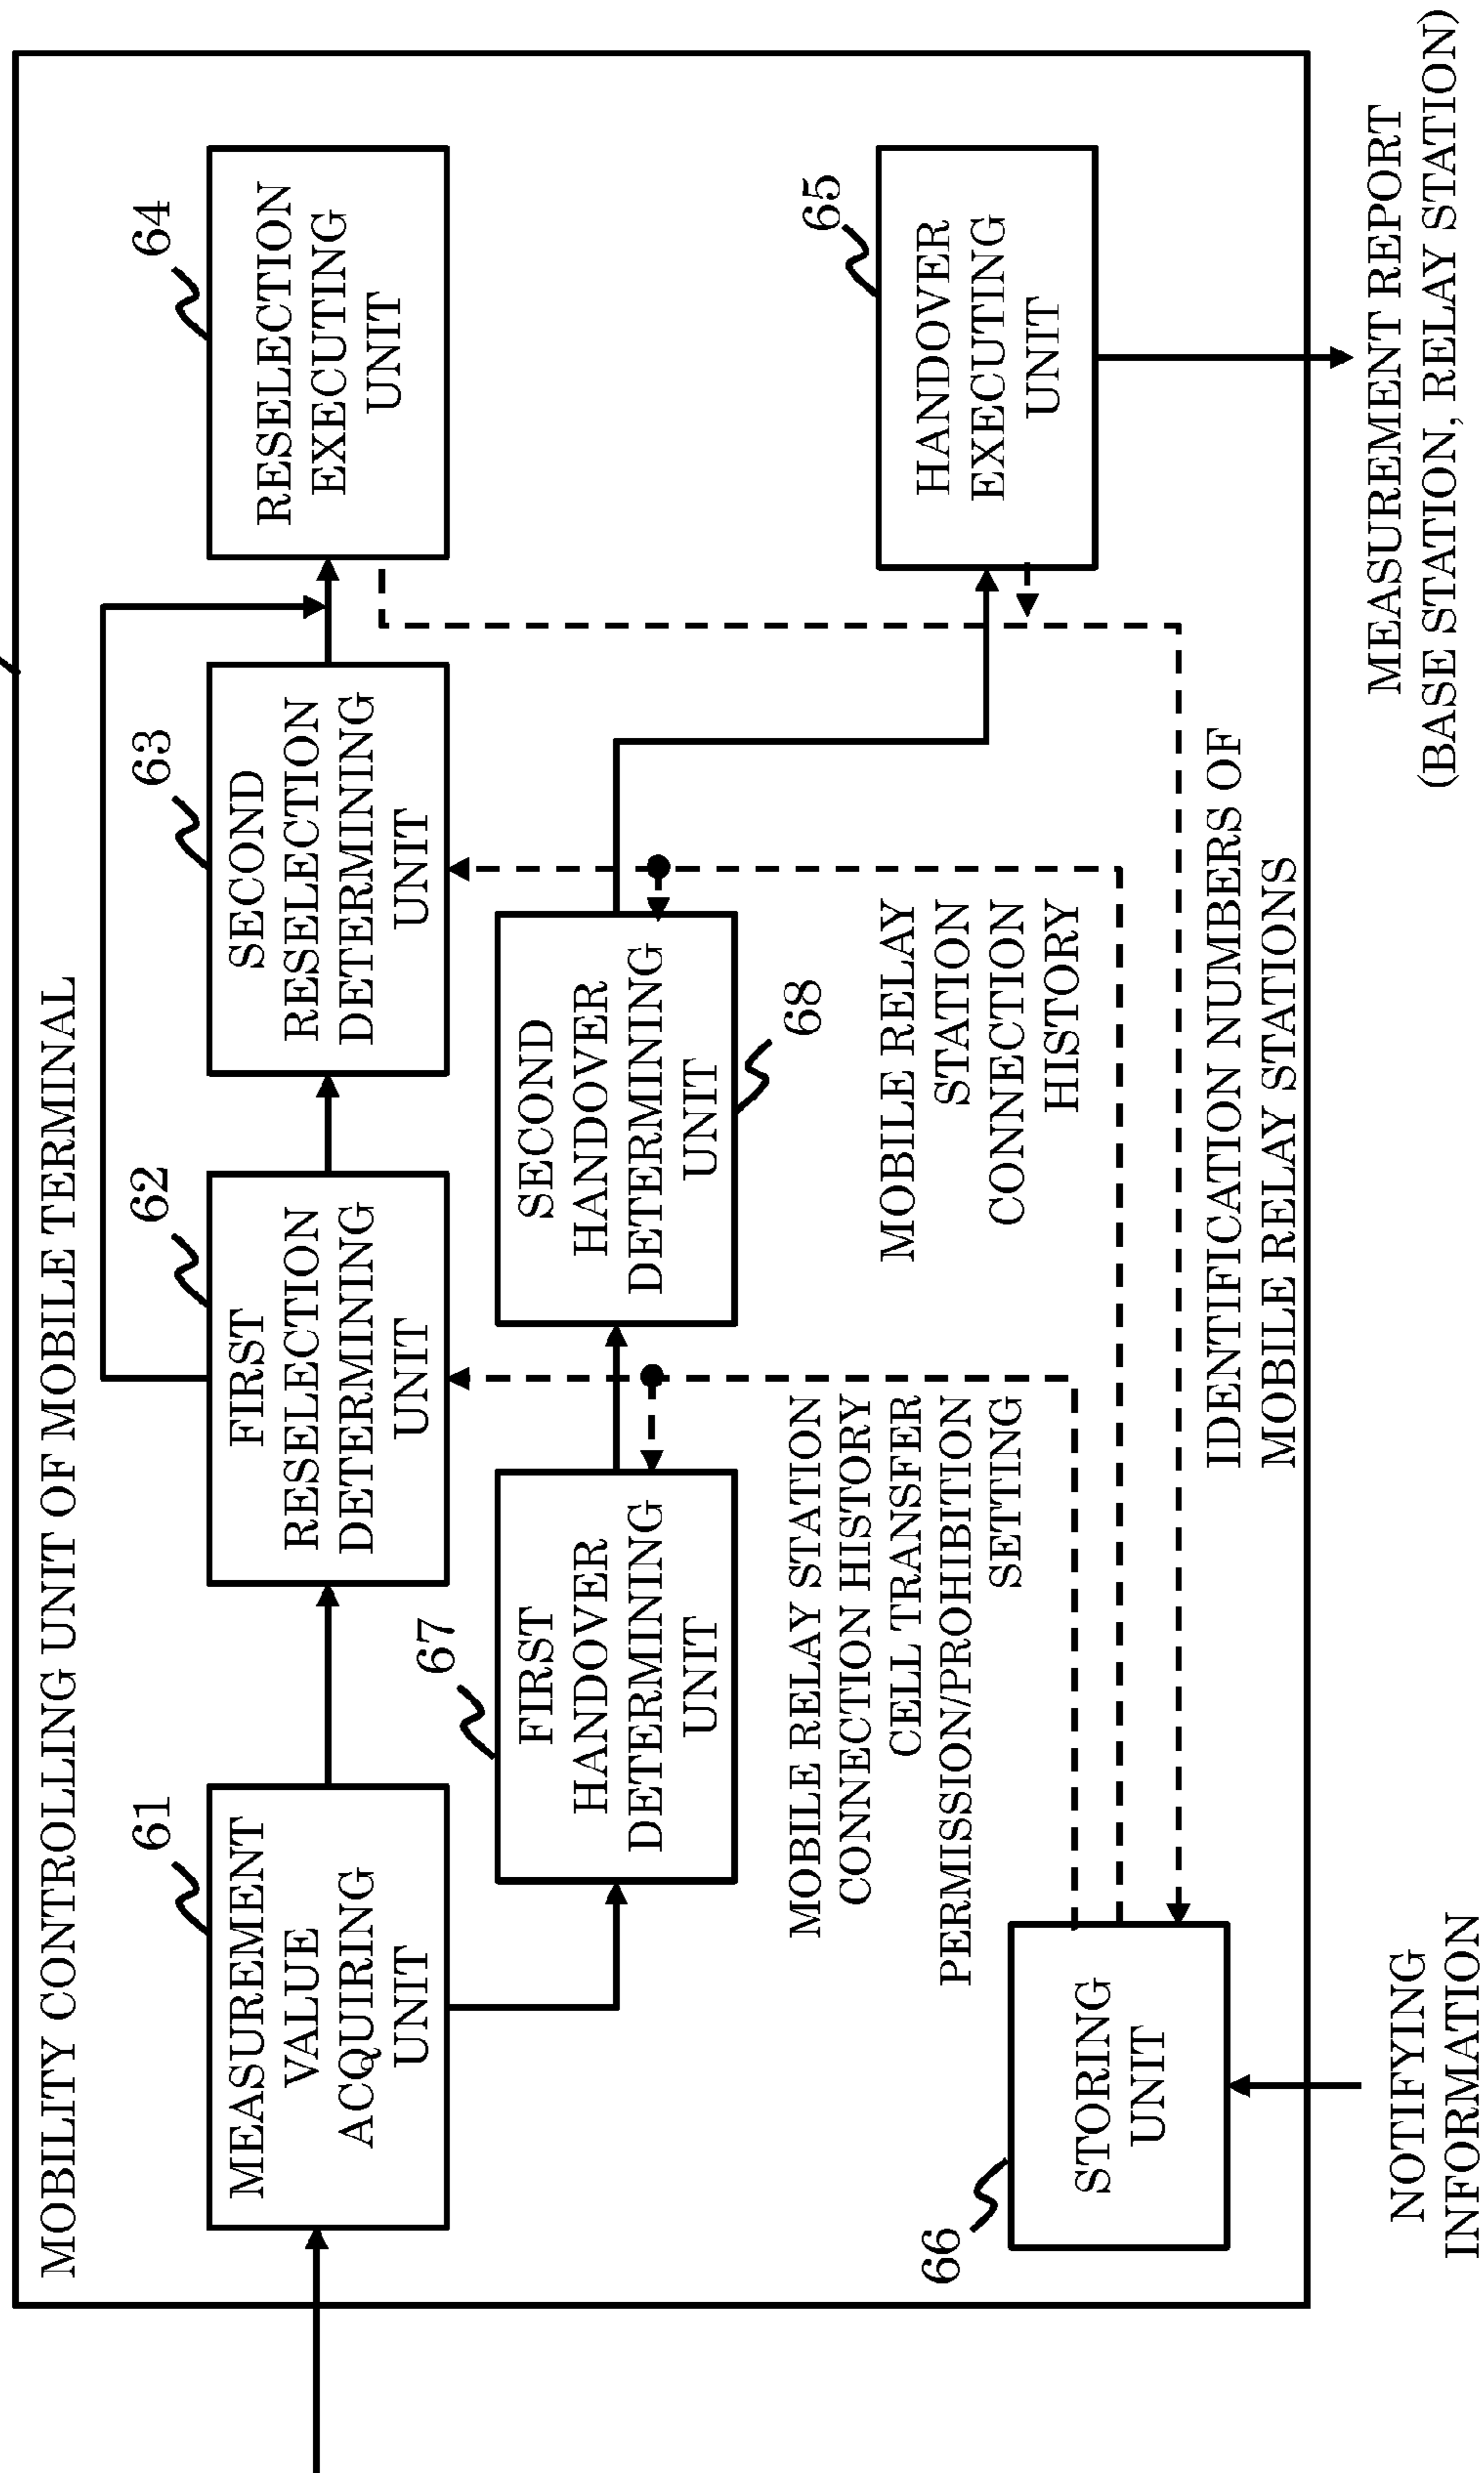 MOBILITY CONTROLLING UNIT OF MOBILE TERMINAL
61
MEASUREMENT
VALUE
ACQUIRING
UNIT
62
FIRST
RESELECTION
DETERMINING
UNIT
63
SECOND
RESELECTION
DETERMINING
UNIT
64
RESELECTION
EXECUTING
UNIT
67
FIRST
HANDOVER
DETERMINING
UNIT
SECOND
HANDOVER
DETERMINING
UNIT
68
65
HANDOVER
EXECUTING
UNIT
MOBILE RELAY STATION
CONNECTION HISTORY
CELL TRANSFER
PERMISSION/PROHIBITION
SETTING
MOBILE RELAY
STATION
CONNECTION
HISTORY
66
STORING
UNIT
IDENTIFICATION NUMBERS OF
MOBILE RELAY STATIONS
NOTIFYING
INFORMATION
MEASUREMENT REPORT
(BASE STATION, RELAY STATION)